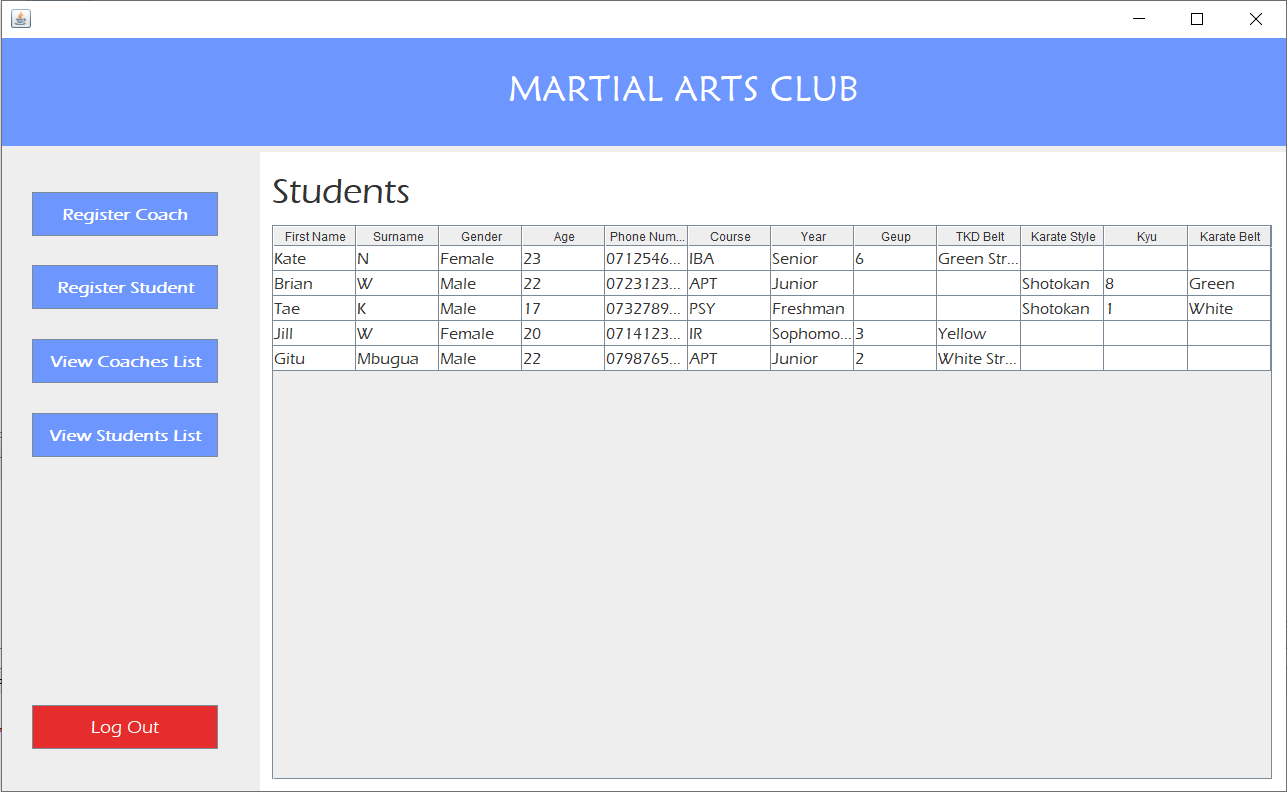 MARTIAL ARTS CLUB
Register Coach
Register Student
View Coaches List
View Students List
Log Out
Students
First Name Surname Gender Age Phone Num... Course Year Geup TKD Belt Karate Style Kyu Karate Belt
Kate N Female 23 0712546... IBA Senior 6 Green Str...
Brian W Male 22 0723123... APT Junior Shotokan 8 Green
Tae K Male 17 0732789... PSY Freshman Shotokan 1 White
Jill W Female 20 0714123... IR Sophomo... 3 Yellow
Gitu Mbugua Male 22 0798765... APT Junior 2 White Str...